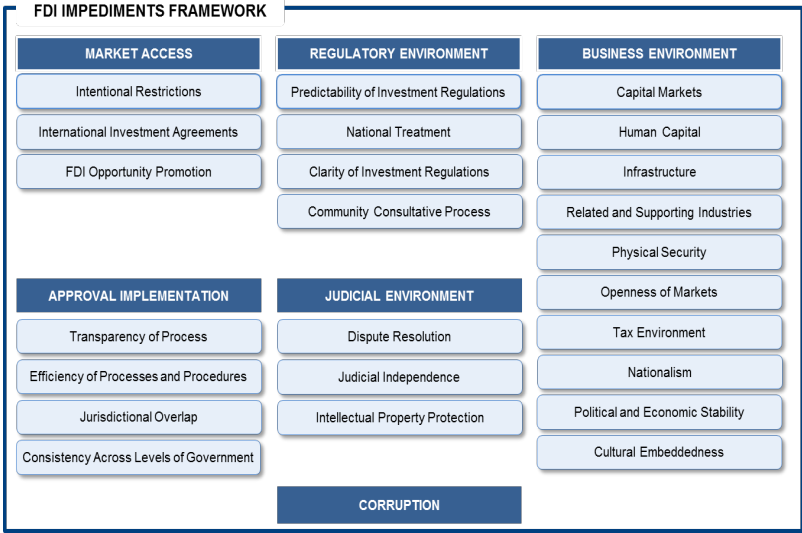 FDI IMPEDIMENTS FRAMEWORK
MARKET ACCESS
Intentional Restrictions
International Investment Agreements
FDI Opportunity Promotion
REGULATORY ENVIRONMENT
Predictability of Investment Regulations
National Treatment
Clarity of Investment Regulations
Community Consultative Process
BUSINESS ENVIRONMENT
Capital Markets
Human Capital
Infrastructure
Related and Supporting Industries
Physical Security
Openness of Markets
Tax Environment
Nationalism
Political and Economic Stability
Cultural Embeddedness
APPROVAL IMPLEMENTATION
Transparency of Process
Efficiency of Processes and Procedures
Jurisdictional Overlap
Consistency Across Levels of Government
JUDICIAL ENVIRONMENT
Dispute Resolution
Judicial Independence
Intellectual Property Protection
CORRUPTION